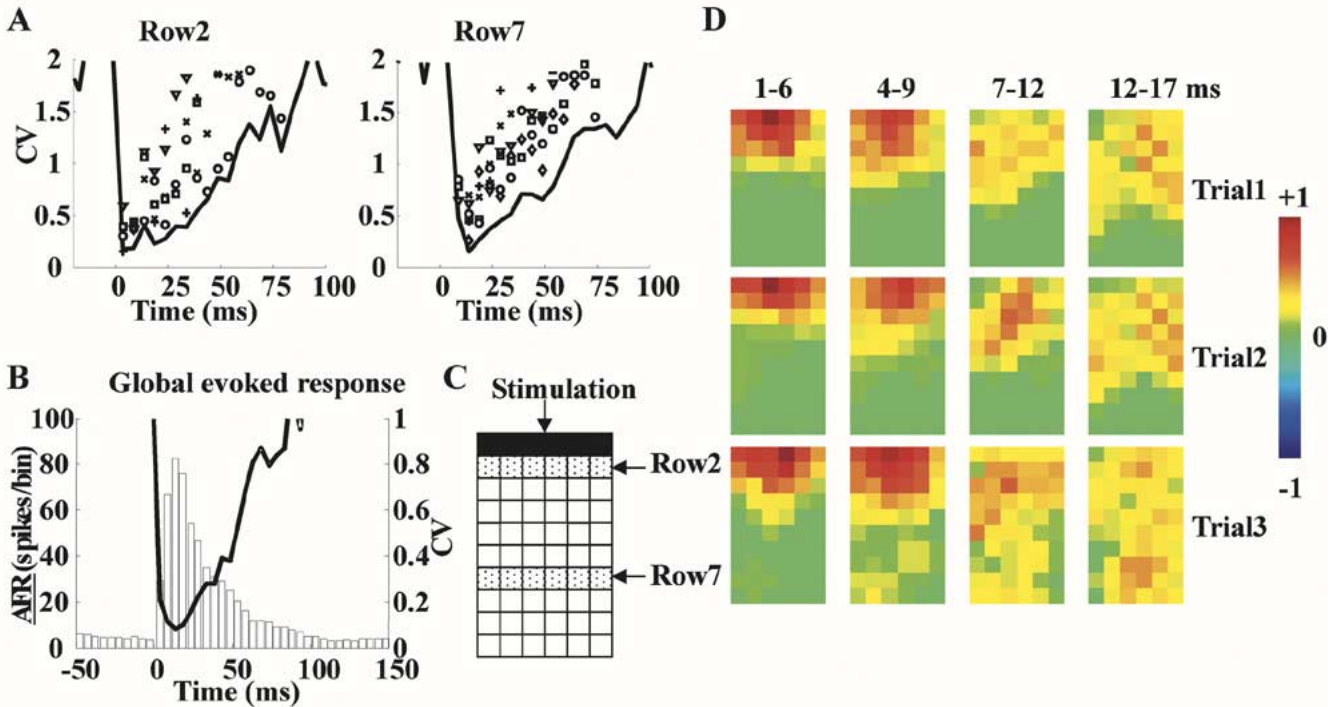 A
Row2
Row7
CV
2
1.5
1
0.5
0
0 25 50 75 100
Time (ms)
2
1.5
1
0.5
0
0 25 50 75 100
Time (ms)
B
Global evoked response
AFR(spikes/bin)
100
80
60
40
20
0
1
0.8
0.6
0.4
0.2
0
CV
-50 0 50 100 150
Time (ms)
C
Stimulation
Row2
Row7
D
1-6 4-9 7-12 12-17 ms
Trial1
Trial2
Trial3
+1
0
-1